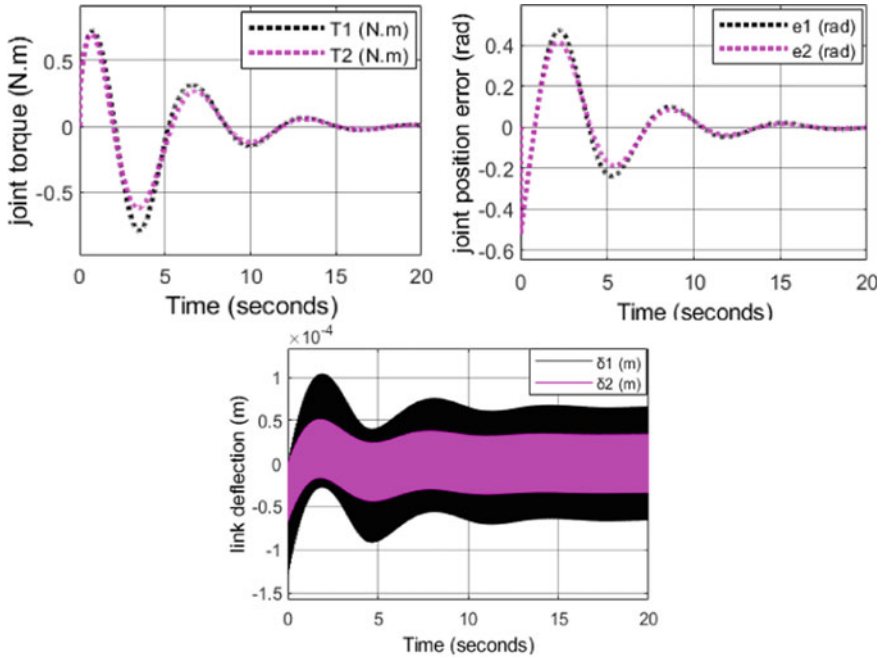 joint torque (N.m)
0.5
0
-0.5
T1 (N.m)
T2 (N.m)
0 5 10 15 20
Time (seconds)
joint position error (rad)
0.4
0.2
0
-0.2
-0.4
-0.6
e1 (rad)
e2 (rad)
0 5 10 15 20
Time (seconds)
×10-4
link deflection (m)
1
0.5
0
-0.5
-1
-1.5
δ1 (m)
δ2 (m)
0 5 10 15 20
Time (seconds)